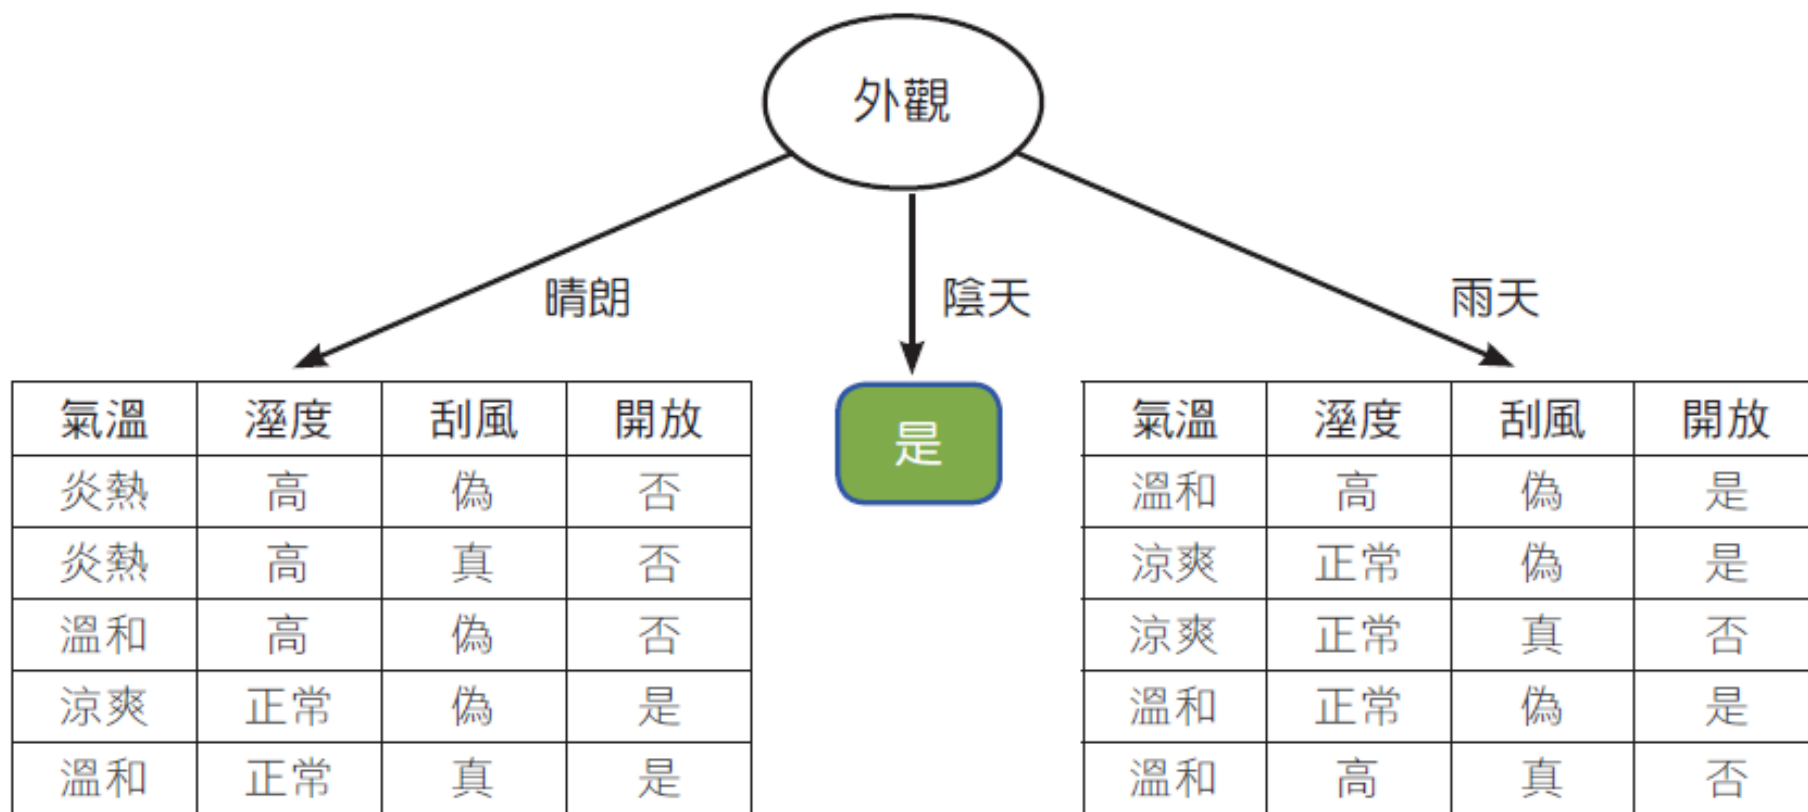 外觀
晴朗 陰天 雨天
氣溫 溼度 刮風 開放
炎熱 高 偽 否
炎熱 高 真 否
溫和 高 偽 否
涼爽 正常 偽 是
溫和 正常 真 是
是
氣溫 溼度 刮風 開放
溫和 高 偽 是
涼爽 正常 偽 是
涼爽 正常 真 否
溫和 正常 偽 是
溫和 高 真 否